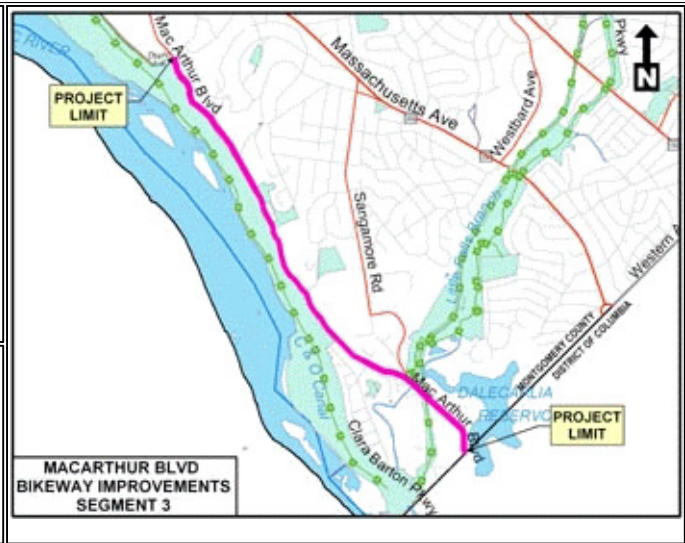 Mac Arthur Blvd
C RIVER
PROJECT
LIMIT
Massachusetts Ave
Pkwy
N
Westbard Ave
Sangamore Rd
Little Falls Branch
Western A
MONTGOMERY COUNTY
DISTRICT OF COLUMBIA
C & O Canal
Mac Arthur Blvd
DALECARLIA
RESERVO
PROJECT
LIMIT
Clara Barton Pkwy
MACARTHUR BLVD
BIKEWAY IMPROVEMENTS
SEGMENT 3